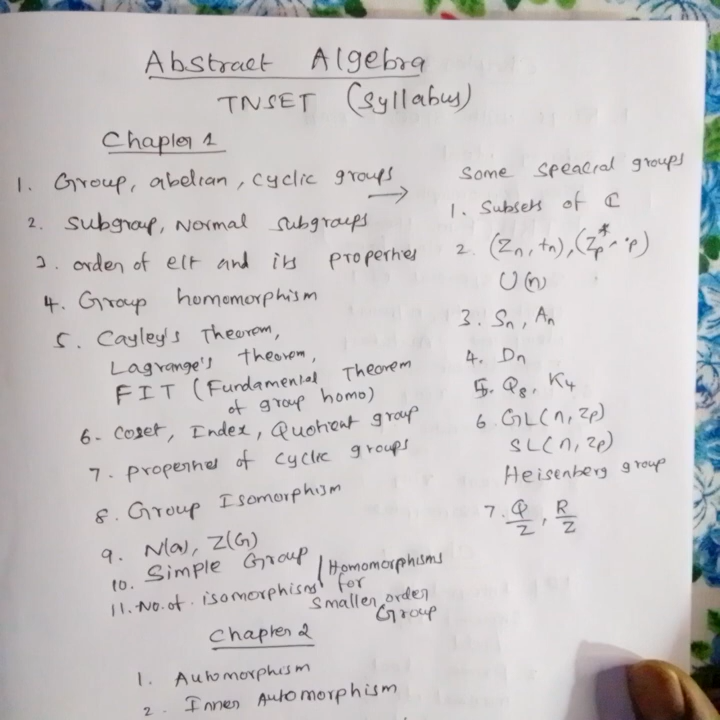 Abstract Algebra
TNSET (Syllabus)
Chapter 1
1. Group, abelian, cyclic groups →
2. Subgroup, Normal subgroups
3. order of elt and its properties
4. Group homomorphism
5. Cayley's Theorem,
Lagrange's theorem,
FIT (Fundamental Theorem
of group homo)
6. Coset, Index, Quotient group
7. properties of cyclic groups
8. Group Isomorphism
9. N(a), Z(G)
10. Simple Group
11. No. of isomorphisms / Homomorphisms
for smaller order
Group
Some speacial groups
1. Subsets of ℂ
2. (Zn, +n), (Zp*, ·p)
U(n)
3. Sn, An
4. Dn
5. Q8, K4
6. GL(n, Zp)
SL(n, Zp)
Heisenberg group
7. Q/Z, R/Z
Chapter 2
1. Automorphism
2. Inner Automorphism